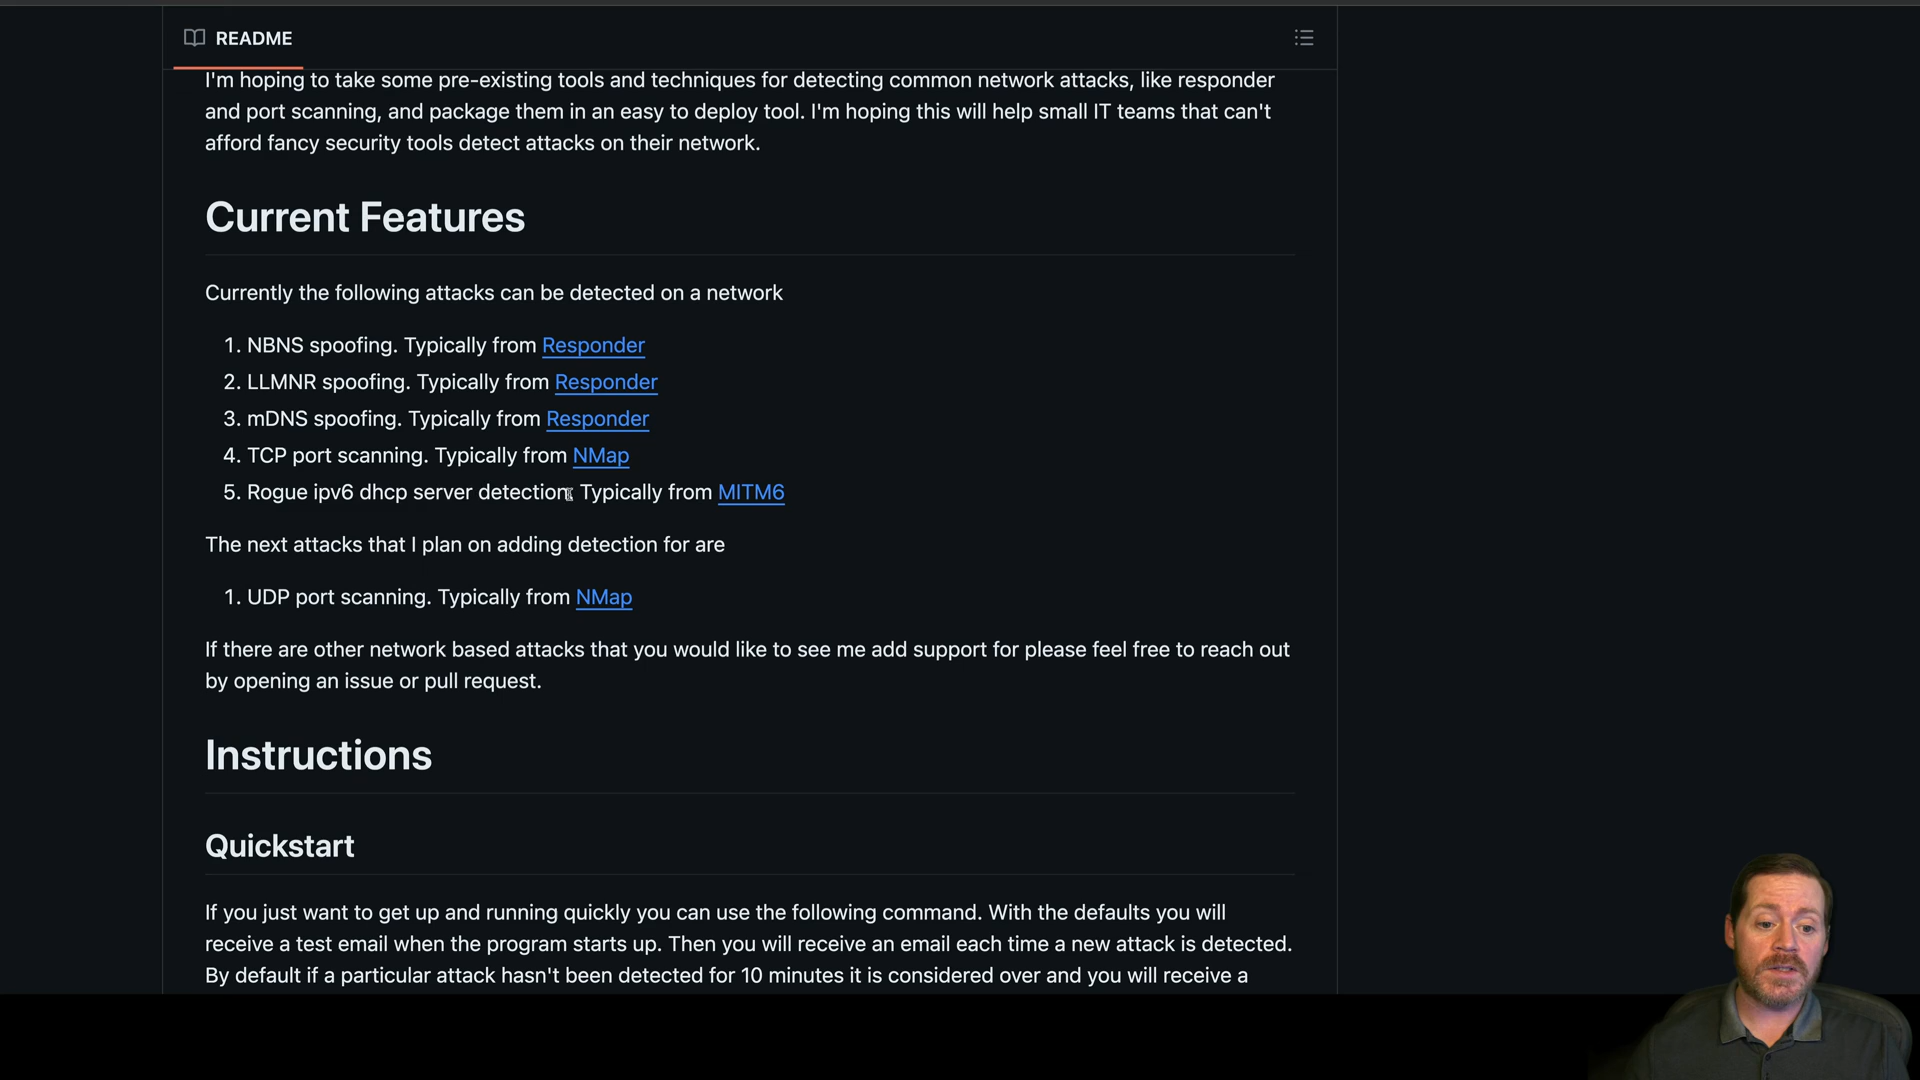 README
I'm hoping to take some pre-existing tools and techniques for detecting common network attacks, like responder
and port scanning, and package them in an easy to deploy tool. I'm hoping this will help small IT teams that can't
afford fancy security tools detect attacks on their network.
Current Features
Currently the following attacks can be detected on a network
1. NBNS spoofing. Typically from Responder
2. LLMNR spoofing. Typically from Responder
3. mDNS spoofing. Typically from Responder
4. TCP port scanning. Typically from NMap
5. Rogue ipv6 dhcp server detection. Typically from MITM6
The next attacks that I plan on adding detection for are
1. UDP port scanning. Typically from NMap
If there are other network based attacks that you would like to see me add support for please feel free to reach out
by opening an issue or pull request.
Instructions
Quickstart
If you just want to get up and running quickly you can use the following command. With the defaults you will
receive a test email when the program starts up. Then you will receive an email each time a new attack is detected.
By default if a particular attack hasn't been detected for 10 minutes it is considered over and you will receive a